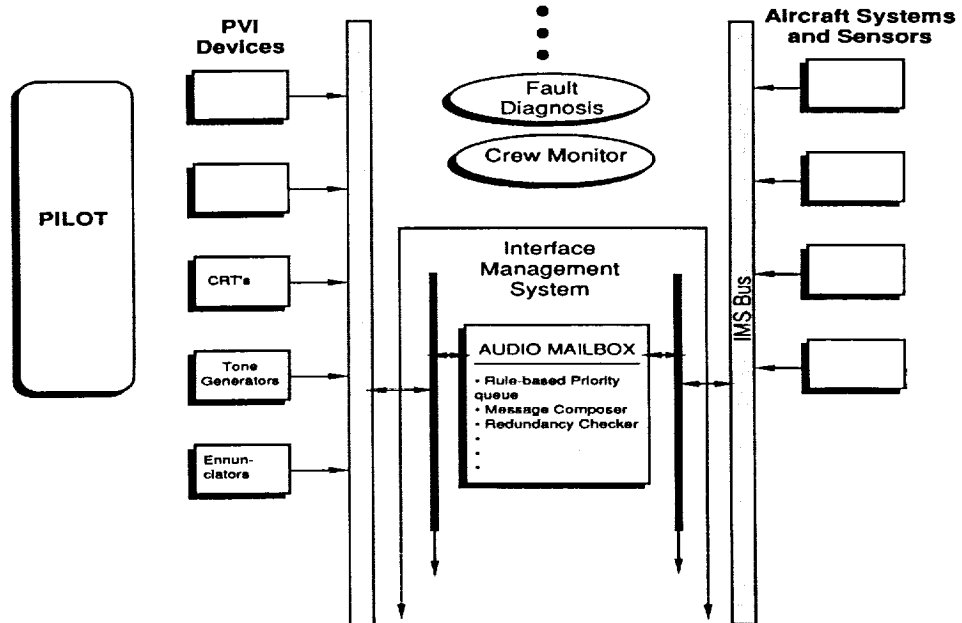 PVI
Devices
Aircraft Systems
and Sensors
Fault
Diagnosis
Crew Monitor
PILOT
Interface
Management
System
CRT's
IMS Bus
AUDIO MAILBOX
• Rule-based Priority
queue
• Message Composer
• Redundancy Checker
•
•
•
Tone
Generators
Ennun-
ciators